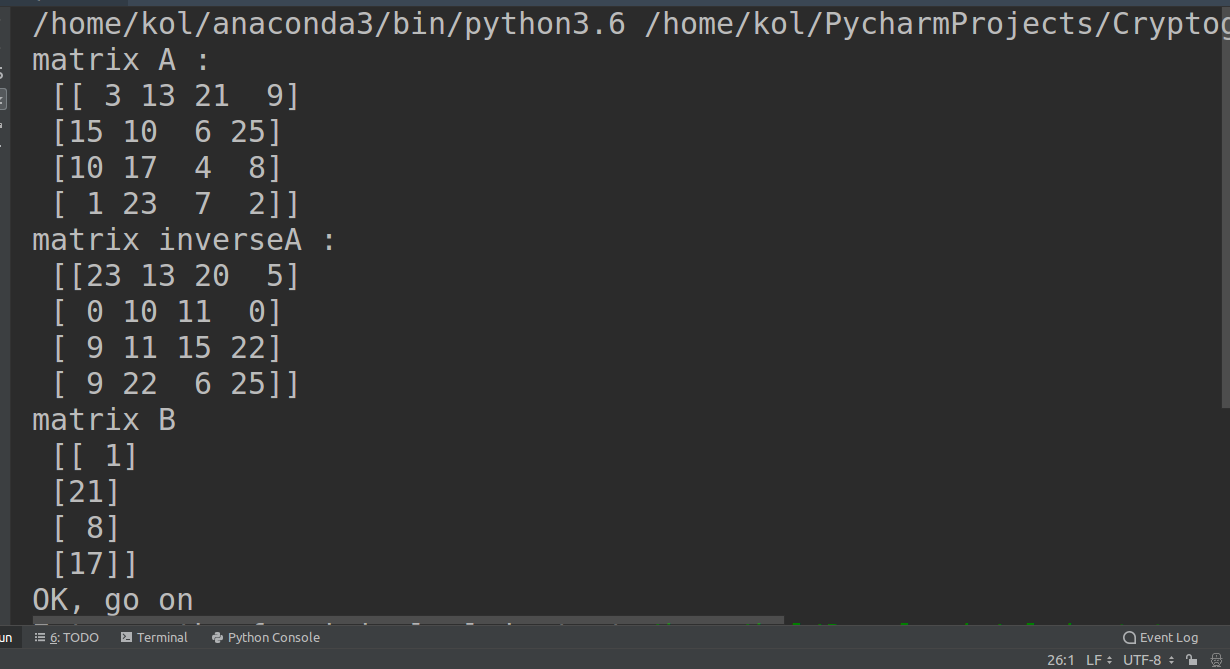 /home/kol/anaconda3/bin/python3.6 /home/kol/PycharmProjects/Cryptog
matrix A :
[[ 3 13 21  9]
[15 10  6 25]
[10 17  4  8]
[ 1 23  7  2]]
matrix inverseA :
[[23 13 20  5]
[ 0 10 11  0]
[ 9 11 15 22]
[ 9 22  6 25]]
matrix B
[[ 1]
[21]
[ 8]
[17]]
OK, go on
un 6: TODO Terminal Python Console Event Log
26:1 LF UTF-8